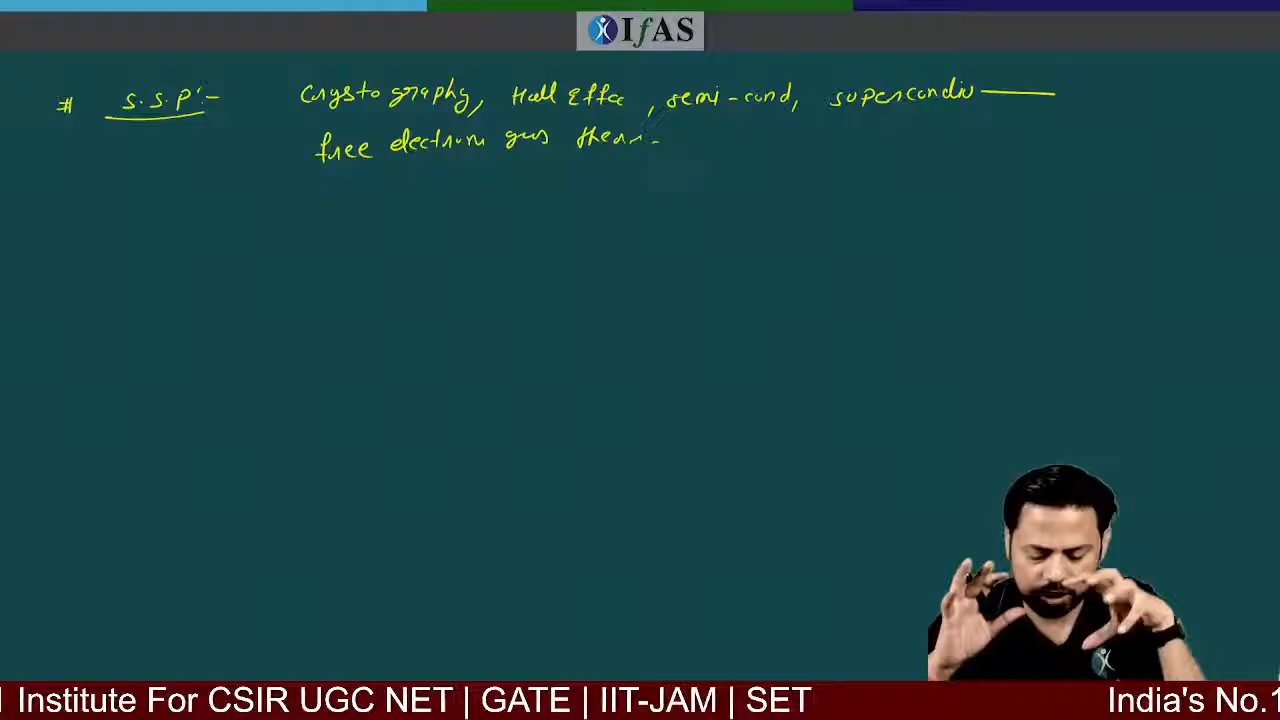 IfAS
# S.S.P:- Crystography, Hall Effec, semi-cond, supercondu
free electron gas theor.
Institute For CSIR UGC NET | GATE | IIT-JAM | SET India's No.1